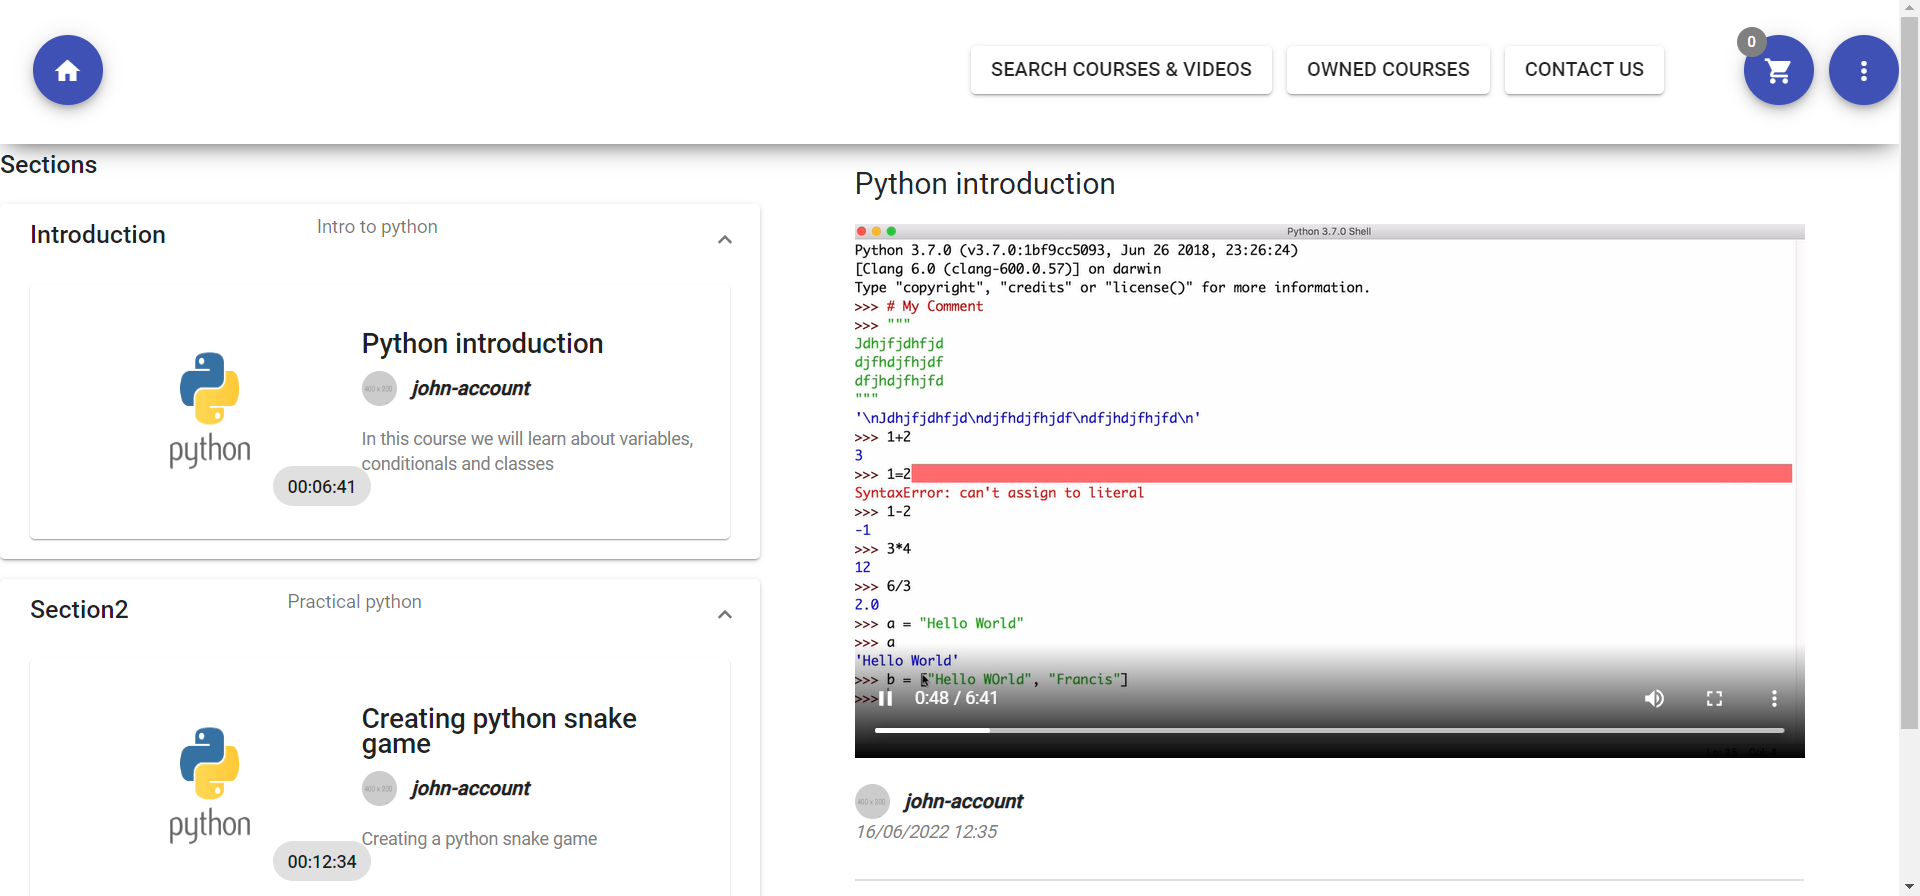 0
SEARCH COURSES & VIDEOS
OWNED COURSES
CONTACT US
Sections
Introduction
Intro to python
python
00:06:41
Python introduction
400 x 200
john-account
In this course we will learn about variables,
conditionals and classes
Section2
Practical python
python
00:12:34
Creating python snake
game
400 x 200
john-account
Creating a python snake game
Python introduction
Python 3.7.0 Shell
Python 3.7.0 (v3.7.0:1bf9cc5093, Jun 26 2018, 23:26:24)
[Clang 6.0 (clang-600.0.57)] on darwin
Type "copyright", "credits" or "license()" for more information.
>>> # My Comment
>>> """
Jdhjfjdhfjd
djfhdjfhjdf
dfjhdjfhjfd
"""
'\nJdhjfjdhfjd\ndjfhdjfhjdf\ndfjhdjfhjfd\n'
>>> 1+2
3
>>> 1=2
SyntaxError: can't assign to literal
>>> 1-2
-1
>>> 3*4
12
>>> 6/3
2.0
>>> a = "Hello World"
>>> a
'Hello World'
>>> b = ["Hello WOrld", "Francis"]
>>>
0:48 / 6:41
400 x 200
john-account
16/06/2022 12:35